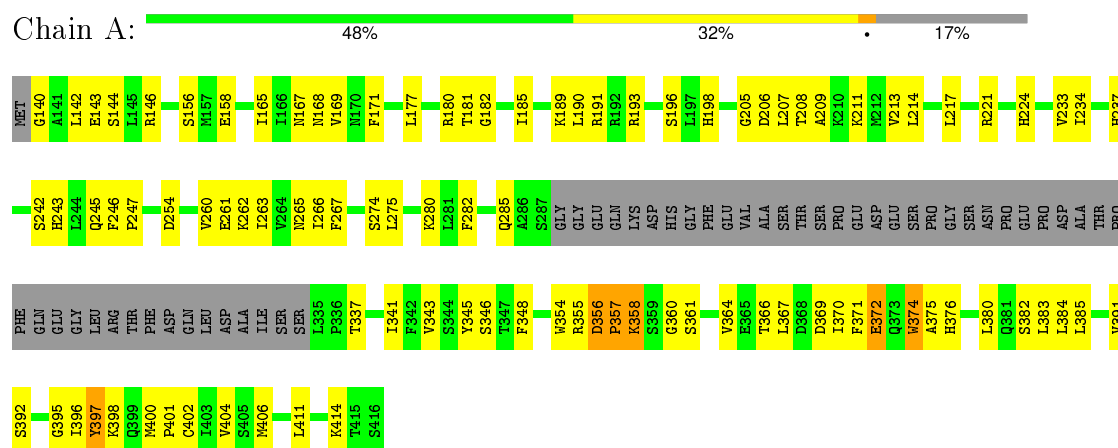 Chain A:
48% 32% • 17%
MET G140 A141 L142 E143 S144 L145 R146 S156 M157 E158 I165 I166 N167 N168 V169 N170 F171 L177 R180 T181 G182 I185 K189 L190 R191 R192 R193 S196 L197 H198 G205 D206 L207 T208 A209 K210 K211 M212 V213 L214 L217 R221 H224 V233 I234 H237
S242 H243 L244 Q245 F246 P247 D254 V260 E261 K262 I263 V264 N265 I266 F267 S274 L275 K280 L281 F282 Q285 A286 S287 GLY GLY GLU GLN LYS ASP HIS GLY PHE GLU VAL ALA SER THR SER PRO GLU ASP GLU SER PRO GLY SER ASN PRO GLU PRO ASP ALA THR PRO
PHE GLN GLU GLY LEU ARG THR PHE ASP GLN LEU ASP ALA ILE SER SER L335 P336 T337 I341 F342 V343 S344 Y345 S346 T347 F348 W354 R355 D356 P357 K358 S359 G360 S361 V364 E365 T366 L367 D368 D369 I370 F371 E372 Q373 W374 A375 H376 L380 Q381 S382 L383 L384 L385 V391
S392 G395 I396 Y397 K398 Q399 M400 P401 C402 I403 V404 S405 M406 L411 K414 T415 S416